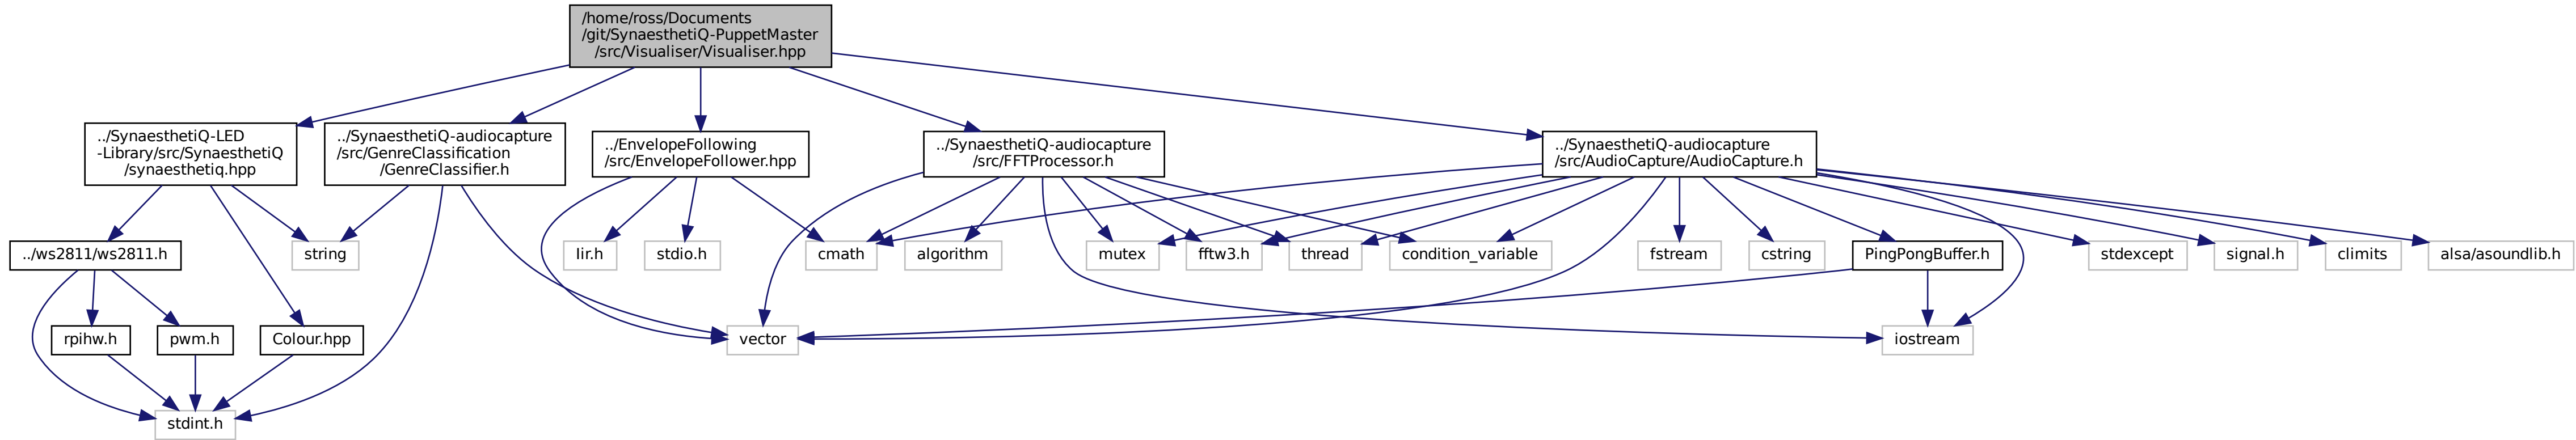 /home/ross/Documents
/git/SynaesthetiQ-PuppetMaster
/src/Visualiser/Visualiser.hpp
../SynaesthetiQ-LED
-Library/src/SynaesthetiQ
/synaesthetiq.hpp
../SynaesthetiQ-audiocapture
/src/GenreClassification
/GenreClassifier.h
../EnvelopeFollowing
/src/EnvelopeFollower.hpp
../SynaesthetiQ-audiocapture
/src/FFTProcessor.h
../SynaesthetiQ-audiocapture
/src/AudioCapture/AudioCapture.h
../ws2811/ws2811.h
string
Iir.h
stdio.h
cmath
algorithm
mutex
fftw3.h
thread
condition_variable
fstream
cstring
PingPongBuffer.h
stdexcept
signal.h
climits
alsa/asoundlib.h
rpihw.h
pwm.h
Colour.hpp
vector
iostream
stdint.h